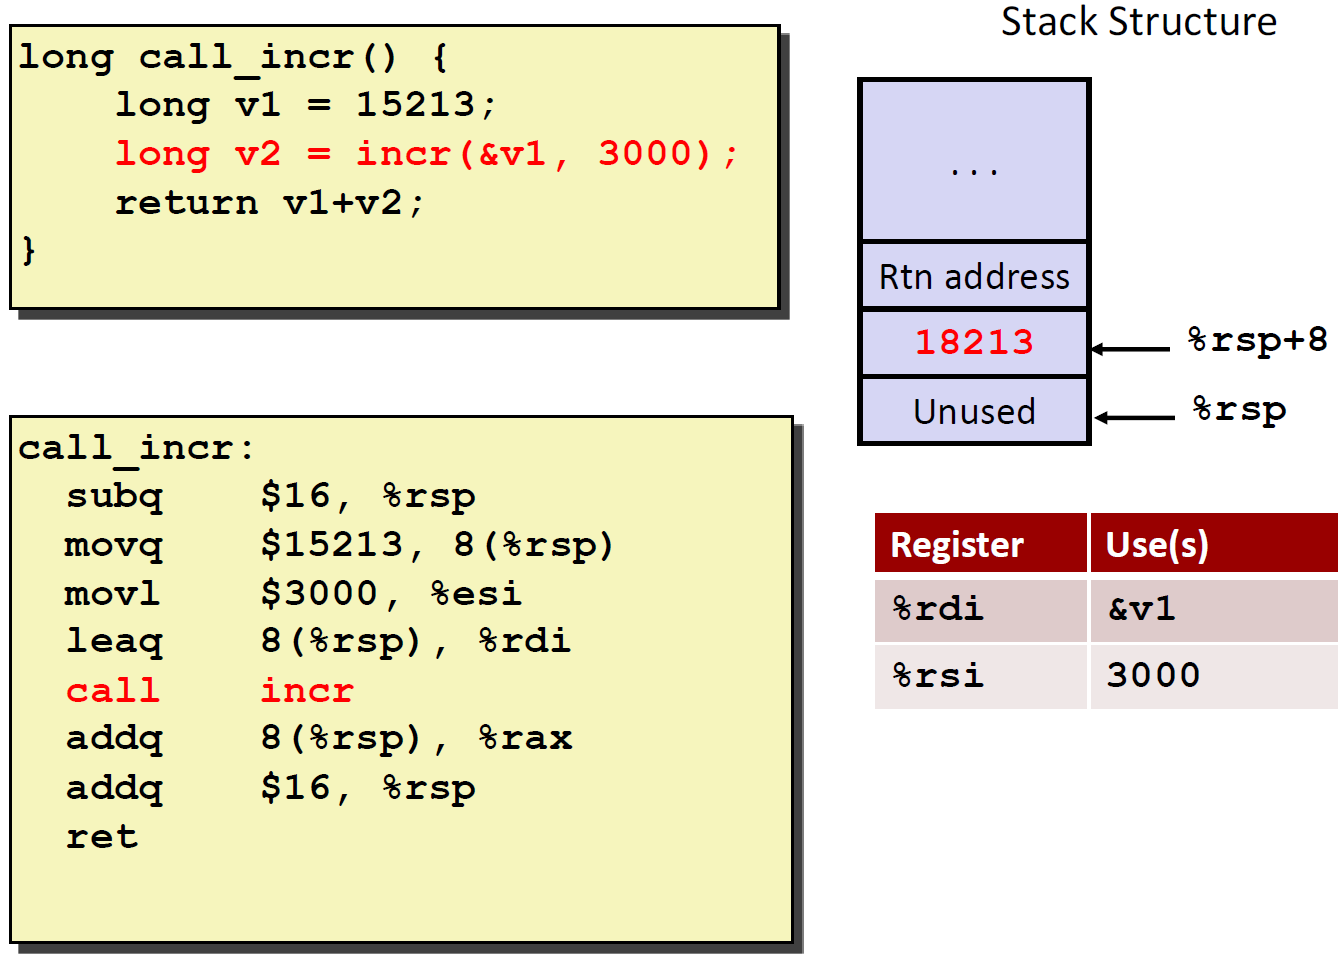 Stack Structure
long call_incr() {
    long v1 = 15213;
    long v2 = incr(&v1, 3000);
    return v1+v2;
}
. . .
Rtn address
18213
%rsp+8
Unused
%rsp
call_incr:
  subq    $16, %rsp
  movq    $15213, 8(%rsp)
  movl    $3000, %esi
  leaq    8(%rsp), %rdi
  call    incr
  addq    8(%rsp), %rax
  addq    $16, %rsp
  ret
Register Use(s)
%rdi &v1
%rsi 3000